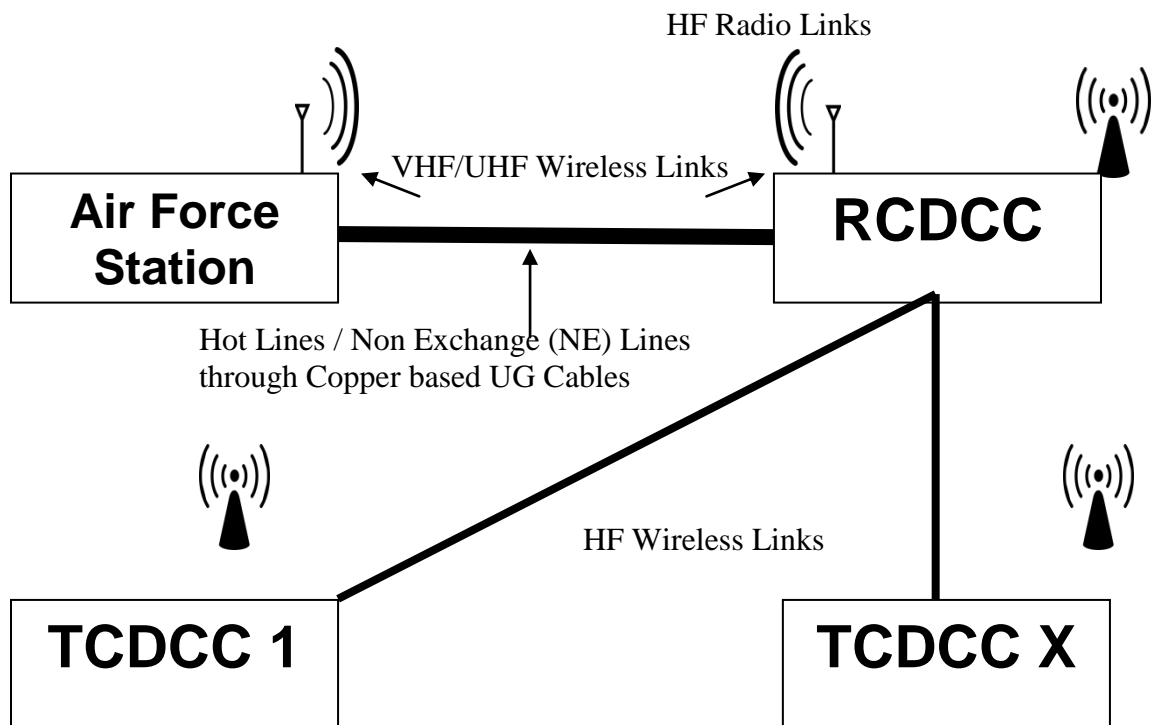 HF Radio Links
VHF/UHF Wireless Links
Air Force
Station
RCDCC
Hot Lines / Non Exchange (NE) Lines
through Copper based UG Cables
HF Wireless Links
TCDCC 1
TCDCC X